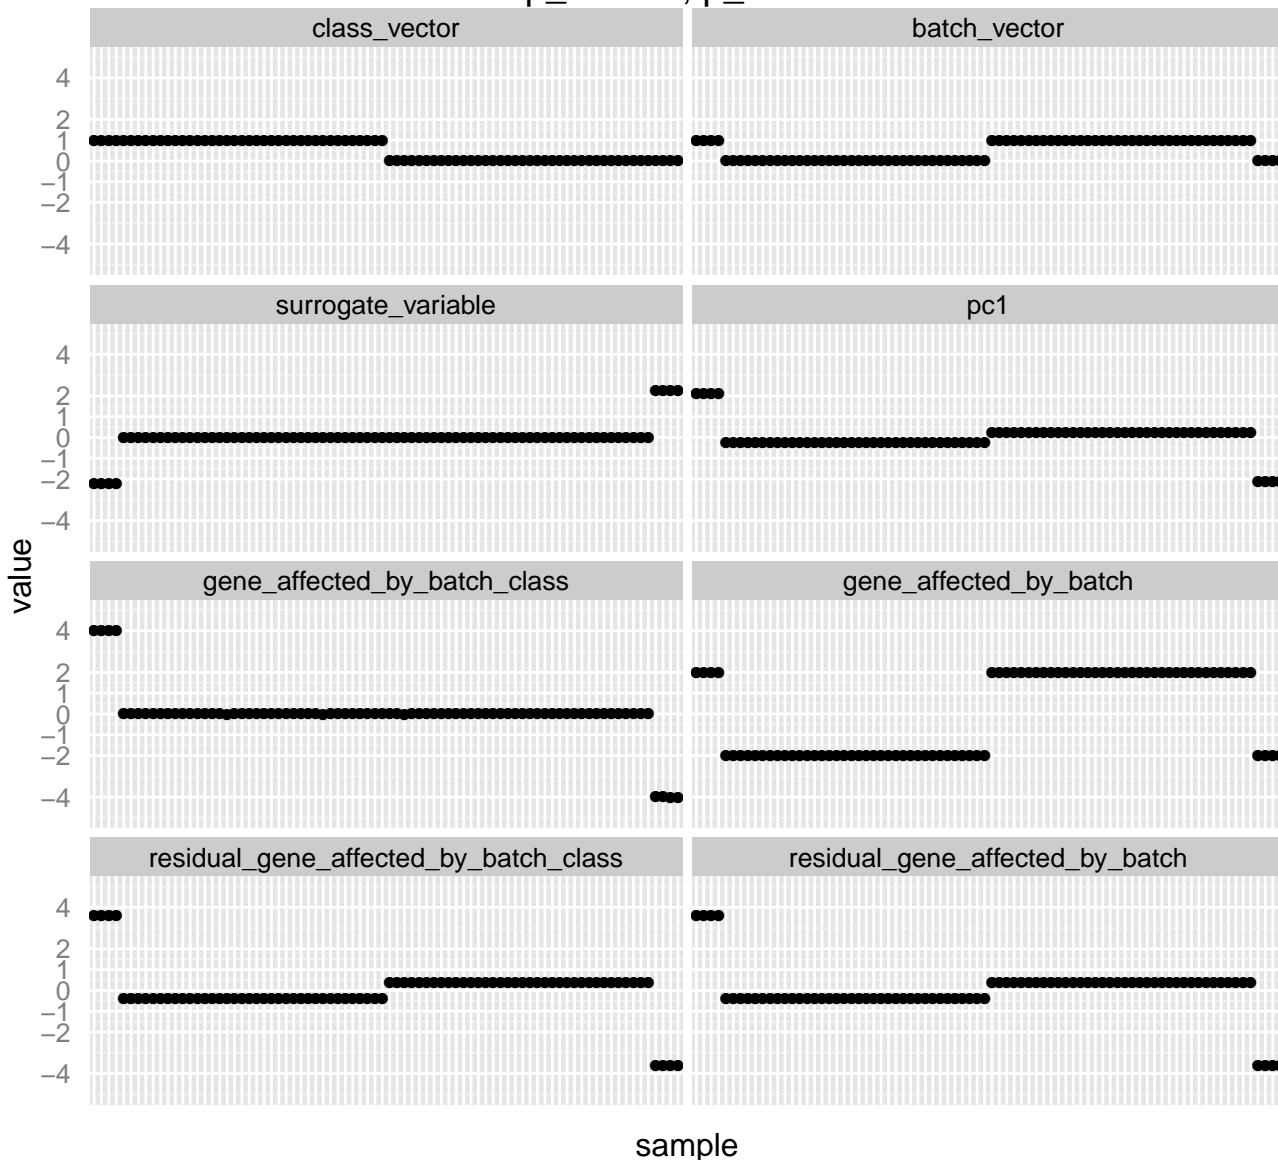 class_vector
batch_vector
4
2
1
0
−1
−2
−4
surrogate_variable
pc1
4
2
1
0
−1
−2
−4
gene_affected_by_batch_class
gene_affected_by_batch
4
2
1
0
−1
−2
−4
residual_gene_affected_by_batch_class
residual_gene_affected_by_batch
4
2
1
0
−1
−2
−4
value
sample